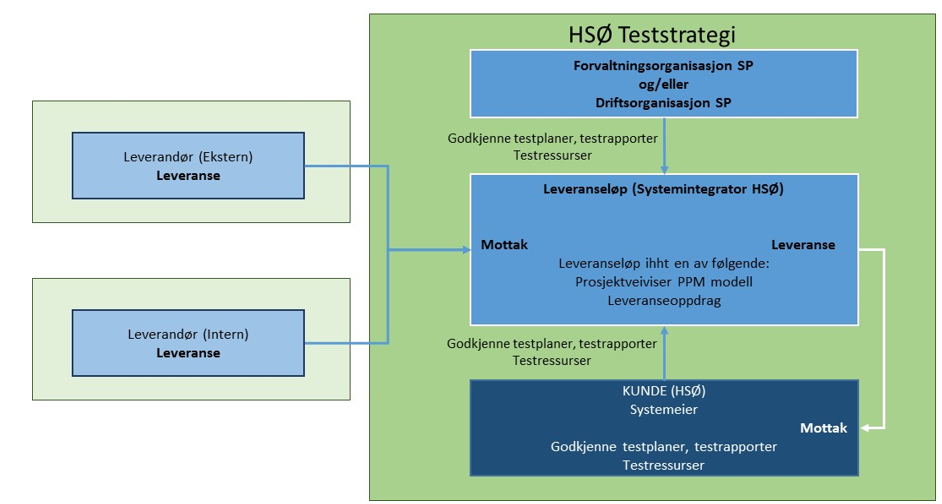 HSØ Teststrategi
Forvaltningsorganisasjon SP
og/eller
Driftsorganisasjon SP
Godkjenne testplaner, testrapporter
Testressurser
Leverandør (Ekstern)
Leveranse
Leveranseløp (Systemintegrator HSØ)
Mottak
Leveranse
Leveranseløp ihht en av følgende:
Prosjektveiviser PPM modell
Leveranseoppdrag
Leverandør (Intern)
Leveranse
Godkjenne testplaner, testrapporter
Testressurser
KUNDE (HSØ)
Systemeier
Mottak
Godkjenne testplaner, testrapporter
Testressurser